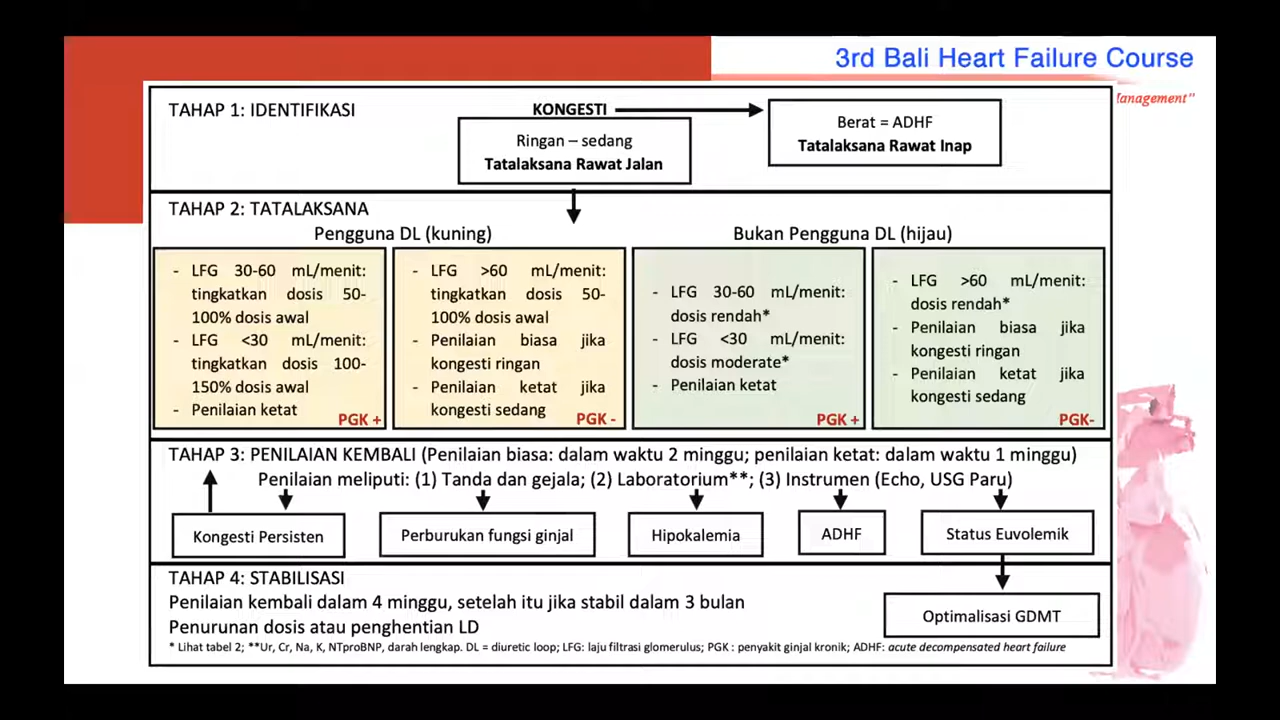 3rd Bali Heart Failure Course
Management”
TAHAP 1: IDENTIFIKASI
KONGESTI
Ringan – sedang
Tatalaksana Rawat Jalan
Berat = ADHF
Tatalaksana Rawat Inap
TAHAP 2: TATALAKSANA
Pengguna DL (kuning)
Bukan Pengguna DL (hijau)
- LFG 30-60 mL/menit:
tingkatkan dosis 50-
100% dosis awal
- LFG <30 mL/menit:
tingkatkan dosis 100-
150% dosis awal
- Penilaian ketat
PGK +
- LFG >60 mL/menit:
tingkatkan dosis 50-
100% dosis awal
- Penilaian biasa jika
kongesti ringan
- Penilaian ketat jika
kongesti sedang
PGK -
- LFG 30-60 mL/menit:
dosis rendah*
- LFG <30 mL/menit:
dosis moderate*
- Penilaian ketat
PGK +
- LFG >60 mL/menit:
dosis rendah*
- Penilaian biasa jika
kongesti ringan
- Penilaian ketat jika
kongesti sedang
PGK-
TAHAP 3: PENILAIAN KEMBALI (Penilaian biasa: dalam waktu 2 minggu; penilaian ketat: dalam waktu 1 minggu)
Penilaian meliputi: (1) Tanda dan gejala; (2) Laboratorium**; (3) Instrumen (Echo, USG Paru)
Kongesti Persisten
Perburukan fungsi ginjal
Hipokalemia
ADHF
Status Euvolemik
TAHAP 4: STABILISASI
Penilaian kembali dalam 4 minggu, setelah itu jika stabil dalam 3 bulan
Penurunan dosis atau penghentian LD
Optimalisasi GDMT
* Lihat tabel 2; **Ur, Cr, Na, K, NTproBNP, darah lengkap. DL = diuretic loop; LFG: laju filtrasi glomerulus; PGK : penyakit ginjal kronik; ADHF: acute decompensated heart failure